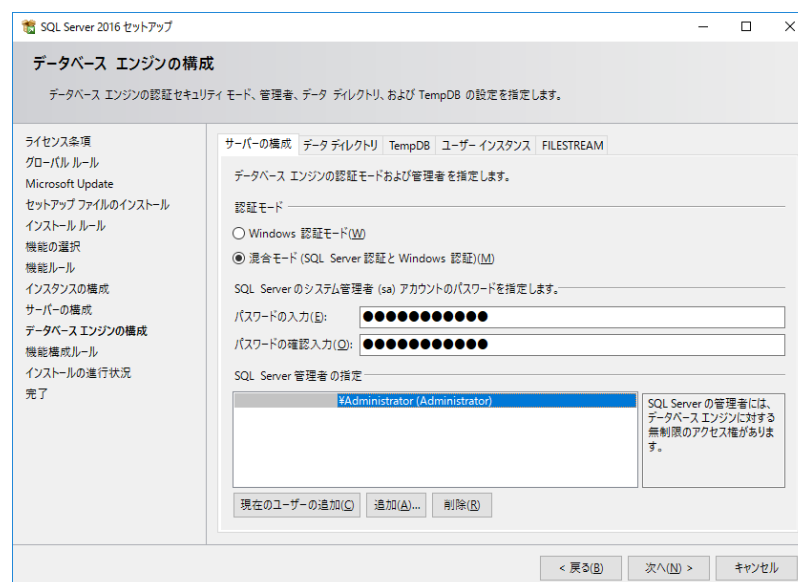 SQL Server 2016 セットアップ
データベース エンジンの構成
データベース エンジンの認証セキュリティ モード、管理者、データ ディレクトリ、および TempDB の設定を指定します。
ライセンス条項
グローバル ルール
Microsoft Update
セットアップ ファイルのインストール
インストール ルール
機能の選択
機能ルール
インスタンスの構成
サーバーの構成
データベース エンジンの構成
機能構成ルール
インストールの進行状況
完了
サーバーの構成 データ ディレクトリ TempDB ユーザー インスタンス FILESTREAM
データベース エンジンの認証モードおよび管理者を指定します。
認証モード
Windows 認証モード(W)
混合モード (SQL Server 認証と Windows 認証)(M)
SQL Server のシステム管理者 (sa) アカウントのパスワードを指定します。
パスワードの入力(E): ●●●●●●●●●●●
パスワードの確認入力(O): ●●●●●●●●●●●
SQL Server 管理者の指定
¥Administrator (Administrator)
SQL Server の管理者には、
データベース エンジンに対する
無制限のアクセス権がありま
す。
現在のユーザーの追加(C) 追加(A)... 削除(R)
< 戻る(B) 次へ(N) > キャンセル